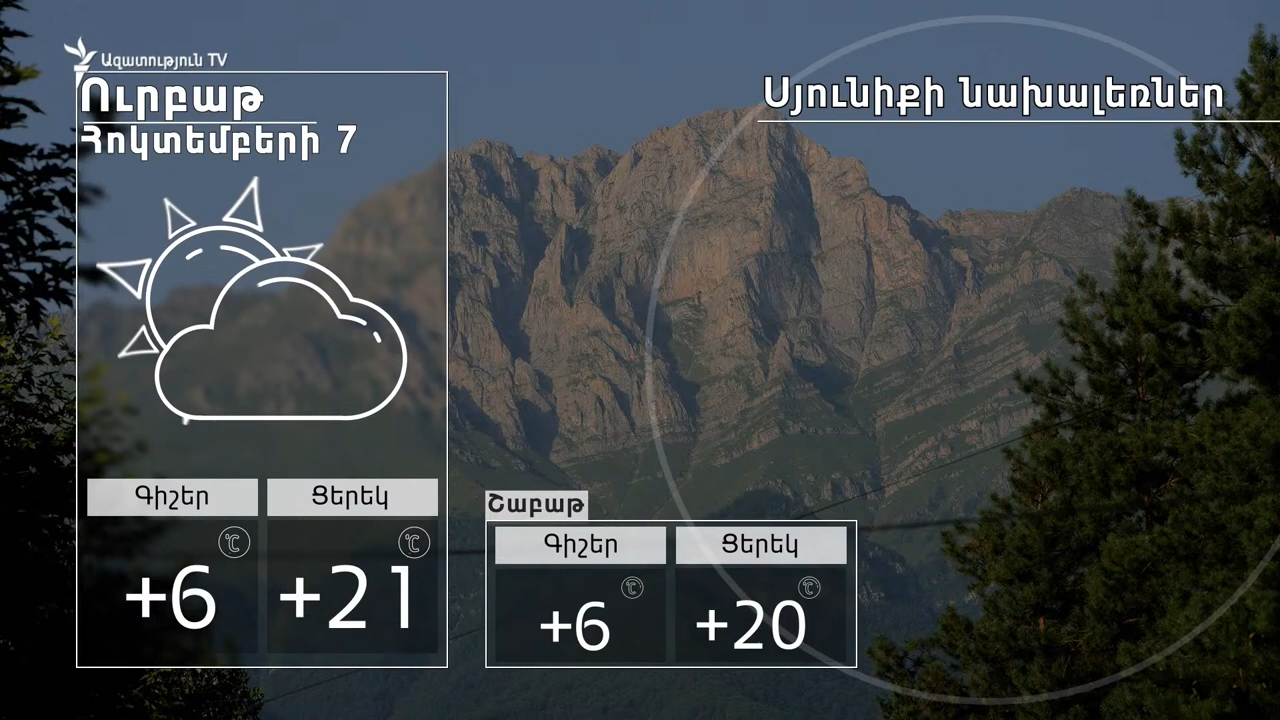 Ազատություն TV
Ուրբաթ
Հոկտեմբերի 7
Սյունիքի նախալեռներ
Գիշեր
Ցերեկ
℃
℃
+6
+21
Շաբաթ
Գիշեր
Ցերեկ
℃
℃
+6
+20